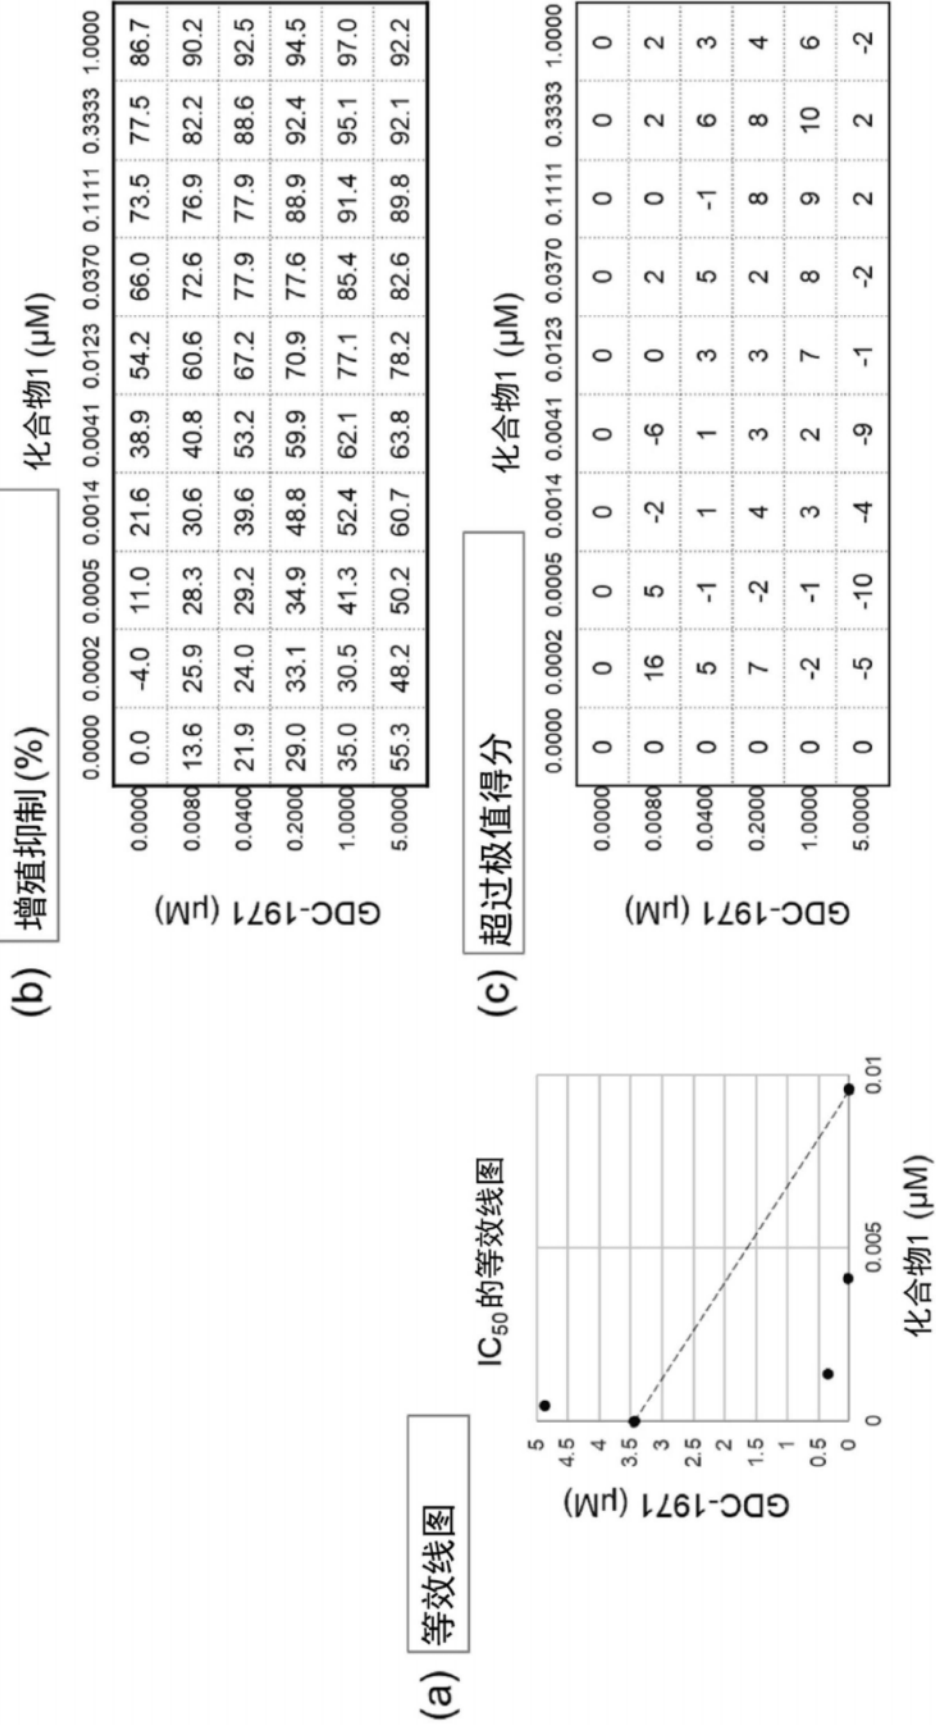 (a) 等效线图
IC50的等效线图
GDC-1971 (μM)
5
4.5
4
3.5
3
2.5
2
1.5
1
0.5
0
0 0.005 0.01
化合物1 (μM)
(b) 增殖抑制 (%)
化合物1 (μM)
0.0000 0.0002 0.0005 0.0014 0.0041 0.0123 0.0370 0.1111 0.3333 1.0000
GDC-1971 (μM)
0.0000 0.0 -4.0 11.0 21.6 38.9 54.2 66.0 73.5 77.5 86.7
0.0080 13.6 25.9 28.3 30.6 40.8 60.6 72.6 76.9 82.2 90.2
0.0400 21.9 24.0 29.2 39.6 53.2 67.2 77.9 77.9 88.6 92.5
0.2000 29.0 33.1 34.9 48.8 59.9 70.9 77.6 88.9 92.4 94.5
1.0000 35.0 30.5 41.3 52.4 62.1 77.1 85.4 91.4 95.1 97.0
5.0000 55.3 48.2 50.2 60.7 63.8 78.2 82.6 89.8 92.1 92.2
(c) 超过极值得分
化合物1 (μM)
0.0000 0.0002 0.0005 0.0014 0.0041 0.0123 0.0370 0.1111 0.3333 1.0000
GDC-1971 (μM)
0.0000 0 0 0 0 0 0 0 0 0 0
0.0080 0 16 5 -2 -6 0 2 0 2 2
0.0400 0 5 -1 1 1 3 5 -1 6 3
0.2000 0 7 -2 4 3 3 2 8 8 4
1.0000 0 -2 -1 3 2 7 8 9 10 6
5.0000 0 -5 -10 -4 -9 -1 -2 2 2 -2